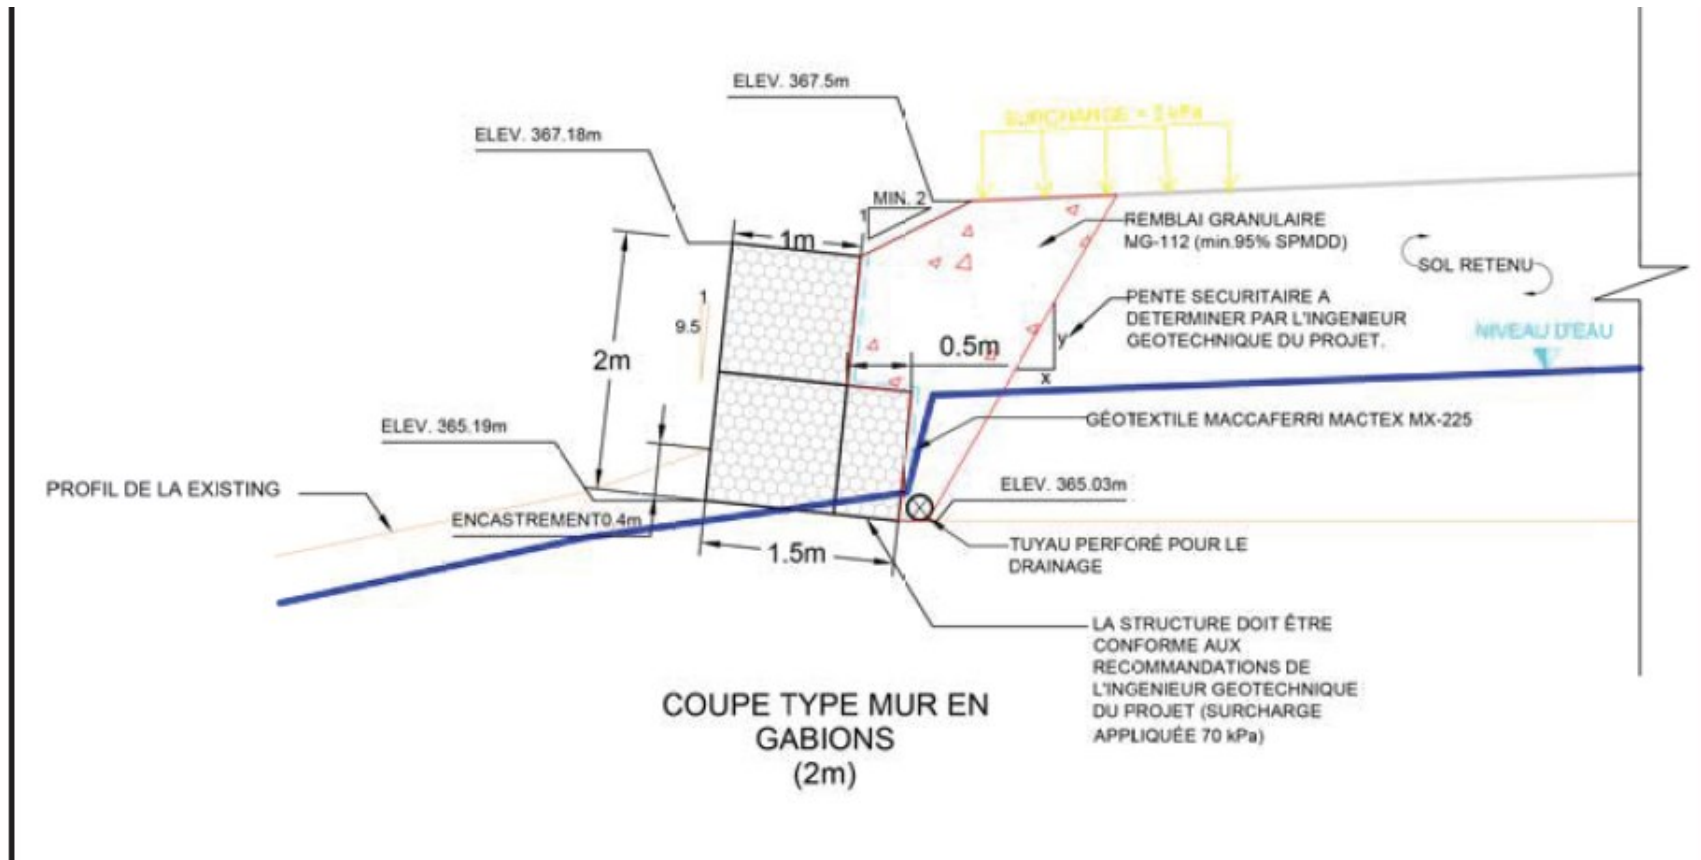 ELEV. 367.5m
SURCHARGE = 2 kPa
ELEV. 367.18m
MIN. 2
1
1m
REMBLAI GRANULAIRE
MG-112 (min.95% SPMDD)
SOL RETENU
PENTE SECURITAIRE A
DETERMINER PAR L'INGENIEUR
GEOTECHNIQUE DU PROJET.
1
9.5
2m
0.5m
y
x
NIVEAU D'EAU
GÉOTEXTILE MACCAFERRI MACTEX MX-225
ELEV. 365.19m
PROFIL DE LA EXISTING
ENCASTREMENT0.4m
ELEV. 365.03m
1.5m
TUYAU PERFORÉ POUR LE
DRAINAGE
LA STRUCTURE DOIT ÊTRE
CONFORME AUX
RECOMMANDATIONS DE
L'INGENIEUR GEOTECHNIQUE
DU PROJET (SURCHARGE
APPLIQUÉE 70 kPa)
COUPE TYPE MUR EN
GABIONS
(2m)